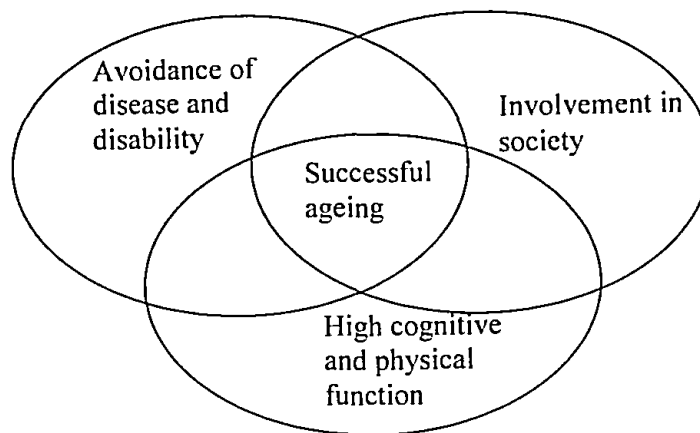 Avoidance of
disease and
disability
Involvement in
society
Successful
ageing
High cognitive
and physical
function